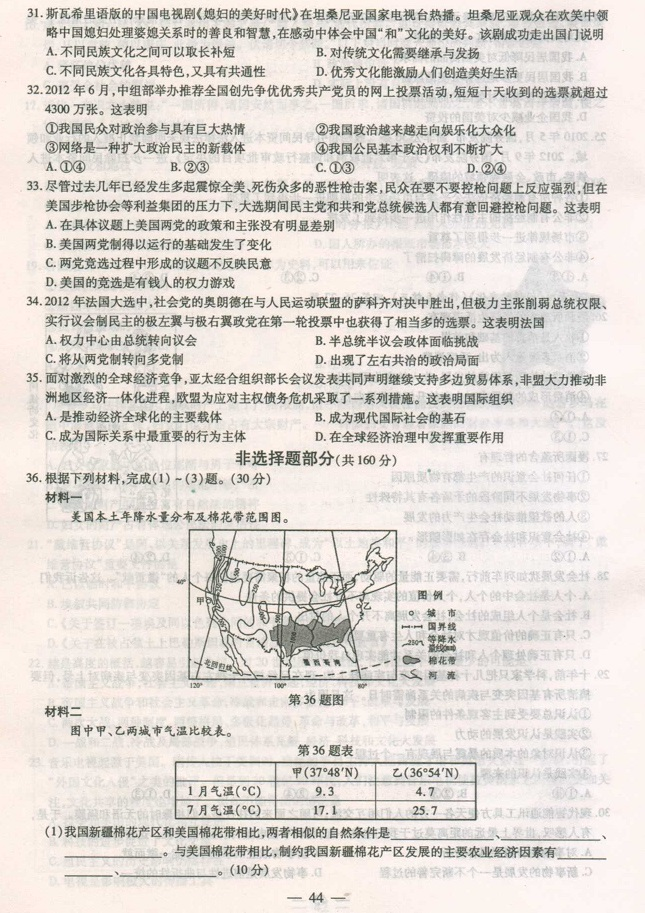 31. 斯瓦希里语版的中国电视剧《媳妇的美好时代》在坦桑尼亚国家电视台热播。坦桑尼亚观众在欢笑中领
略中国媳妇处理婆媳关系时的善良和智慧,在感动中体会中国“和”文化的美好。该剧成功走出国门说明
A. 不同民族文化之间可以取长补短 B. 对传统文化需要继承与发扬
C. 不同民族文化各具特色,又具有共通性 D. 优秀文化能激励人们创造美好生活
32. 2012年6月,中组部举办推荐全国创先争优优秀共产党员的网上投票活动,短短十天收到的选票就超过
4300万张。这表明
①我国民众对政治参与具有巨大热情 ②我国政治越来越走向娱乐化大众化
③网络是一种扩大政治民主的新载体 ④我国公民基本政治权利不断扩大
A. ①④ B. ②③ C. ①③ D. ②④
33. 尽管过去几年已经发生多起震惊全美、死伤众多的恶性枪击案,民众在要不要控枪问题上反应强烈,但在
美国步枪协会等利益集团的压力下,大选期间民主党和共和党总统候选人都有意回避控枪问题。这表明
A. 在具体议题上美国两党的政策和主张没有明显差别
B. 美国两党制得以运行的基础发生了变化
C. 两党竞选过程中形成的议题不反映民意
D. 美国的竞选是有钱人的权力游戏
34. 2012年法国大选中,社会党的奥朗德在与人民运动联盟的萨科齐对决中胜出,但极力主张削弱总统权限、
实行议会制民主的极左翼与极右翼政党在第一轮投票中也获得了相当多的选票。这表明法国
A. 权力中心由总统转向议会 B. 半总统半议会政体面临挑战
C. 将从两党制转向多党制 D. 出现了左右共治的政治局面
35. 面对激烈的全球经济竞争,亚太经合组织部长会议发表共同声明继续支持多边贸易体系,非盟大力推动非
洲地区经济一体化进程,欧盟为应对主权债务危机采取了一系列措施。这表明国际组织
A. 是推动经济全球化的主要载体 B. 成为现代国际社会的基石
C. 成为国际关系中最重要的行为主体 D. 在全球经济治理中发挥重要作用
非选择题部分(共160分)
36. 根据下列材料,完成(1)~(3)题。(30分)
材料一
美国本土年降水量分布及棉花带范围图。
40°
甲
乙
北回归线
墨西哥湾
120° 100° 80°
图例
城市
国界线
等降水量线(mm)
棉花带
河流
第36题图
材料二
图中甲、乙两城市气温比较表。
第36题表
甲(37°48′N) 乙(36°54′N)
1月气温(℃) 9.3 4.7
7月气温(℃) 17.1 25.7
(1)我国新疆棉花产区和美国棉花带相比,两者相似的自然条件是 、
。与美国棉花带相比,制约我国新疆棉花产区发展的主要农业经济因素有
、 。(10分)
— 44 —